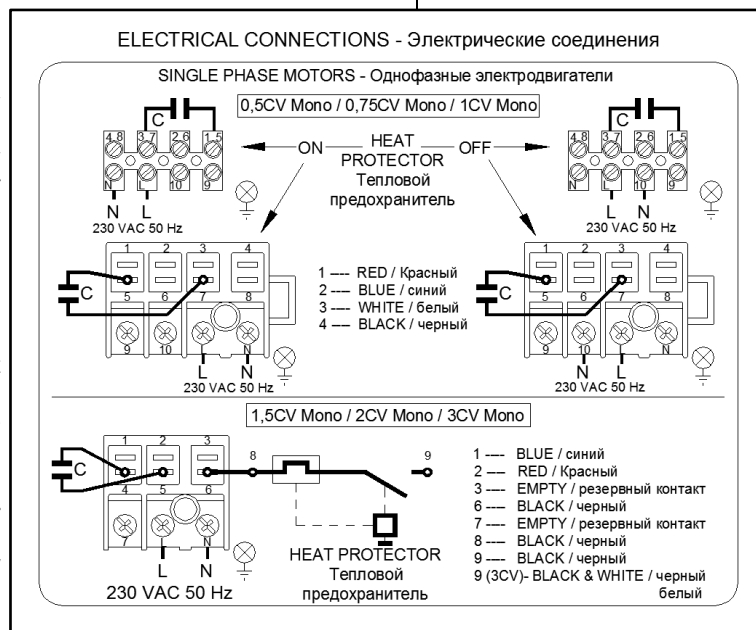 ELECTRICAL CONNECTIONS - Электрические соединения
SINGLE PHASE MOTORS - Однофазные электродвигатели
0,5CV Mono / 0,75CV Mono / 1CV Mono
C
4,8 3,7 2,6 1,5
N L 10 9
N L
230 VAC 50 Hz
ON HEAT PROTECTOR OFF
Тепловой
предохранитель
C
4,8 3,7 2,6 1,5
N L 10 9
L N
230 VAC 50 Hz
1 2 3 4
C
5 6 7 8
9 10 L N
L N
230 VAC 50 Hz
1 ---- RED / Красный
2 ---- BLUE / синий
3 ---- WHITE / белый
4 ---- BLACK / черный
1 2 3 4
C
5 6 7 8
9 10 L N
N L
230 VAC 50 Hz
1,5CV Mono / 2CV Mono / 3CV Mono
1 2 3 8 9
C
4 5 6
7 L N
L N
230 VAC 50 Hz
HEAT PROTECTOR
Тепловой
предохранитель
1 ---- BLUE / синий
2 ---- RED / Красный
3 ---- EMPTY / резервный контакт
6 ---- BLACK / черный
7 ---- EMPTY / резервный контакт
8 ---- BLACK / черный
9 ---- BLACK / черный
9 (3CV)- BLACK & WHITE / черный
белый